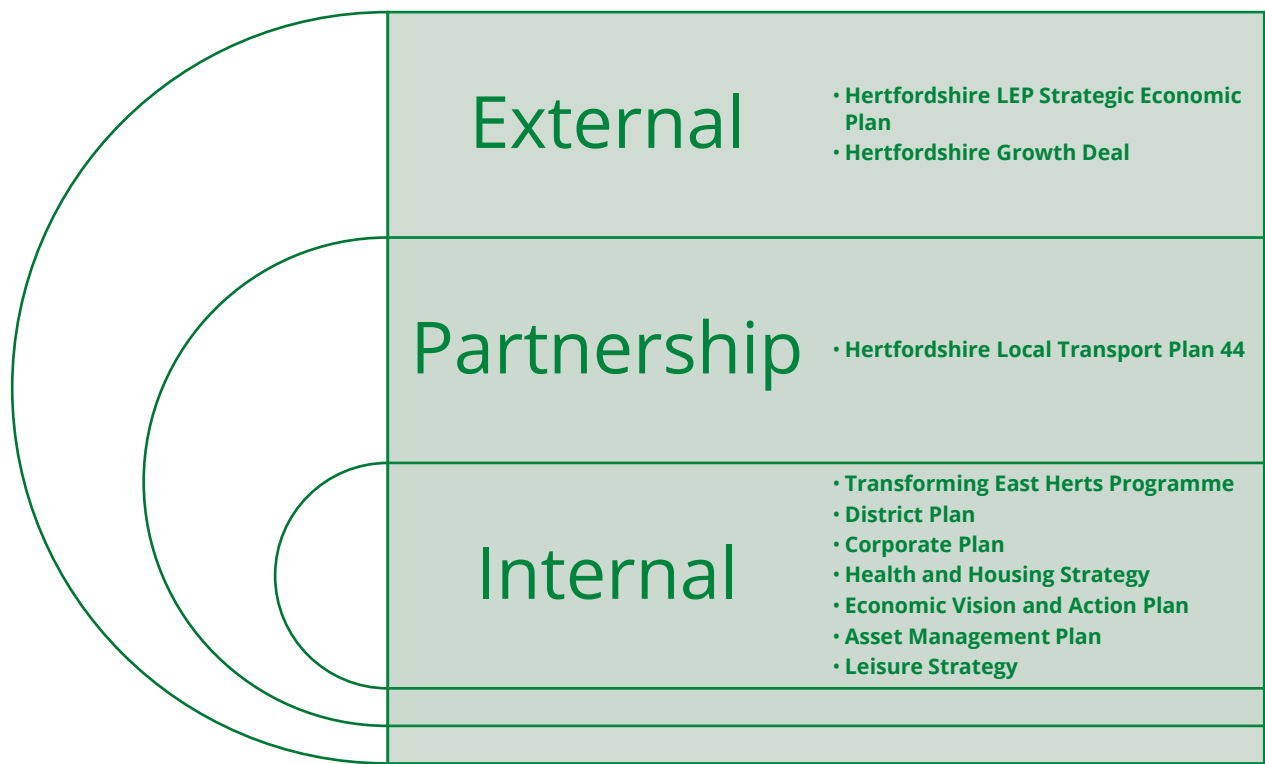 External
• Hertfordshire LEP Strategic Economic
Plan
• Hertfordshire Growth Deal
Partnership
• Hertfordshire Local Transport Plan 44
Internal
• Transforming East Herts Programme
• District Plan
• Corporate Plan
• Health and Housing Strategy
• Economic Vision and Action Plan
• Asset Management Plan
• Leisure Strategy